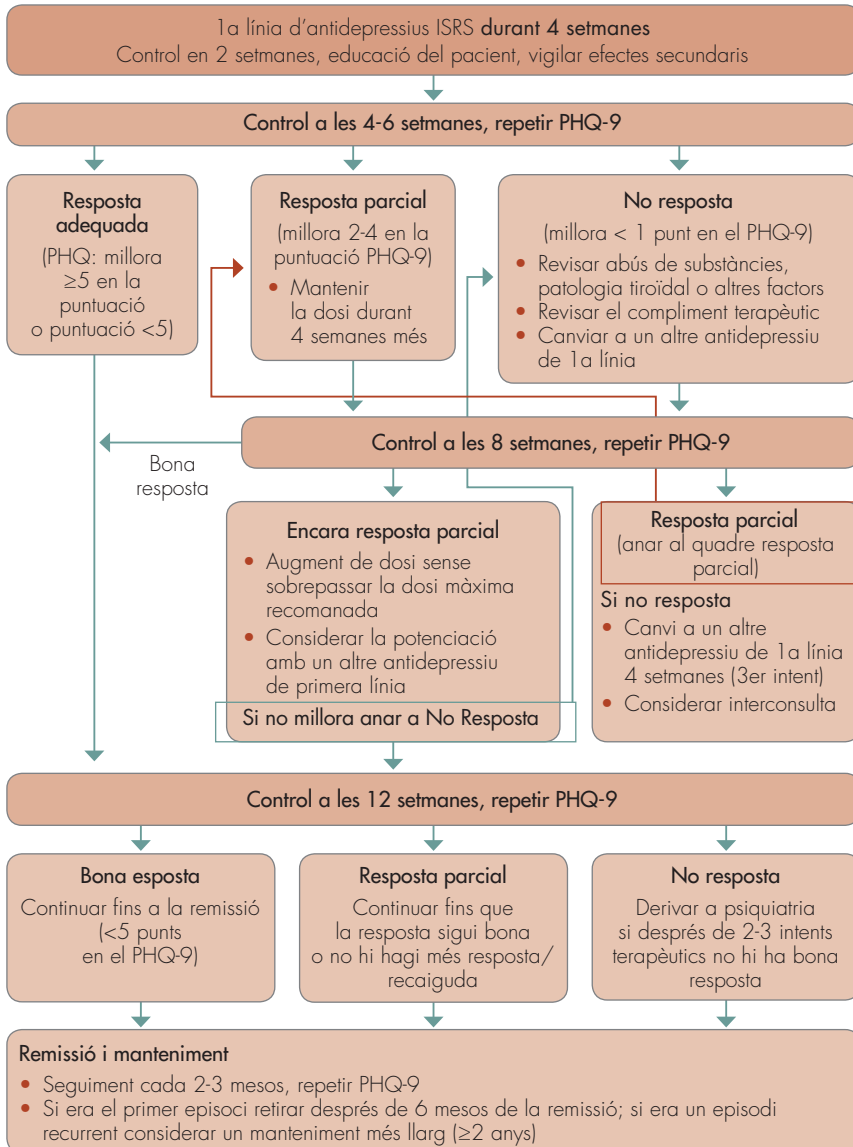 1a línia d'antidepressius ISRS durant 4 setmanes
Control en 2 setmanes, educació del pacient, vigilar efectes secundaris
Control a les 4-6 setmanes, repetir PHQ-9
Resposta
adequada
(PHQ: millora
≥5 en la
puntuació
o puntuació <5)
Resposta parcial
(millora 2-4 en la
puntuació PHQ-9)
• Mantenir
la dosi durant
4 semanes més
No resposta
(millora < 1 punt en el PHQ-9)
• Revisar abús de substàncies,
patologia tiroïdal o altres factors
• Revisar el compliment terapèutic
• Canviar a un altre antidepressiu
de 1a línia
Control a les 8 setmanes, repetir PHQ-9
Bona
resposta
Encara resposta parcial
• Augment de dosi sense
sobrepassar la dosi màxima
recomanada
• Considerar la potenciació
amb un altre antidepressiu
de primera línia
Si no millora anar a No Resposta
Resposta parcial
(anar al quadre resposta
parcial)
Si no resposta
• Canvi a un altre
antidepressiu de 1a línia
4 setmanes (3er intent)
• Considerar interconsulta
Control a les 12 setmanes, repetir PHQ-9
Bona esposta
Continuar fins a la remissió
(<5 punts
en el PHQ-9)
Resposta parcial
Continuar fins que
la resposta sigui bona
o no hi hagi més resposta/
recaiguda
No resposta
Derivar a psiquiatria
si després de 2-3 intents
terapèutics no hi ha bona
resposta
Remissió i manteniment
• Seguiment cada 2-3 mesos, repetir PHQ-9
• Si era el primer episoci retirar després de 6 mesos de la remissió; si era un episodi
recurrent considerar un manteniment més llarg (≥2 anys)